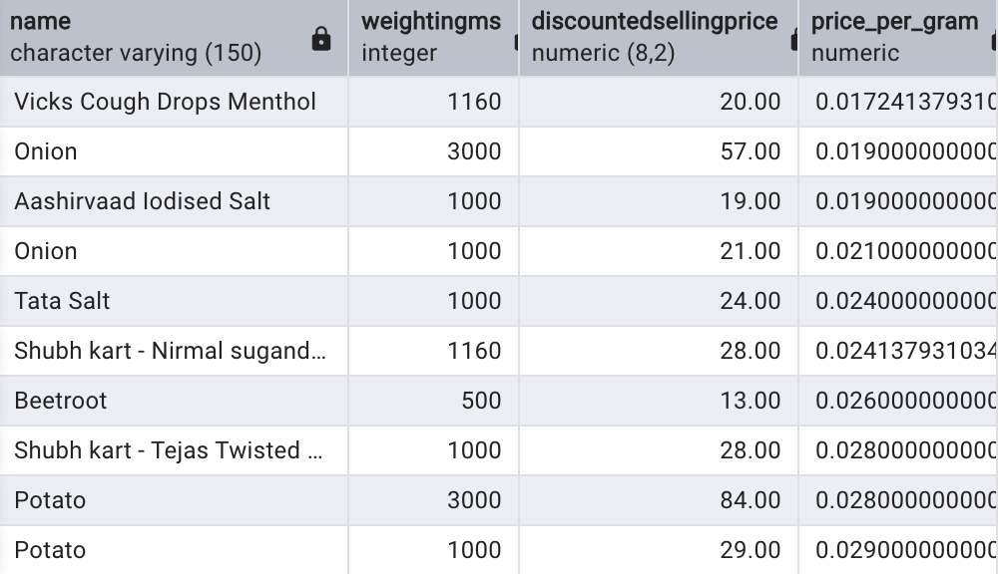 name weightingms discountedsellingprice price_per_gram
character varying (150) integer numeric (8,2) numeric
Vicks Cough Drops Menthol 1160 20.00 0.017241379310
Onion 3000 57.00 0.019000000000
Aashirvaad Iodised Salt 1000 19.00 0.019000000000
Onion 1000 21.00 0.021000000000
Tata Salt 1000 24.00 0.024000000000
Shubh kart - Nirmal sugand... 1160 28.00 0.024137931034
Beetroot 500 13.00 0.026000000000
Shubh kart - Tejas Twisted ... 1000 28.00 0.028000000000
Potato 3000 84.00 0.028000000000
Potato 1000 29.00 0.029000000000